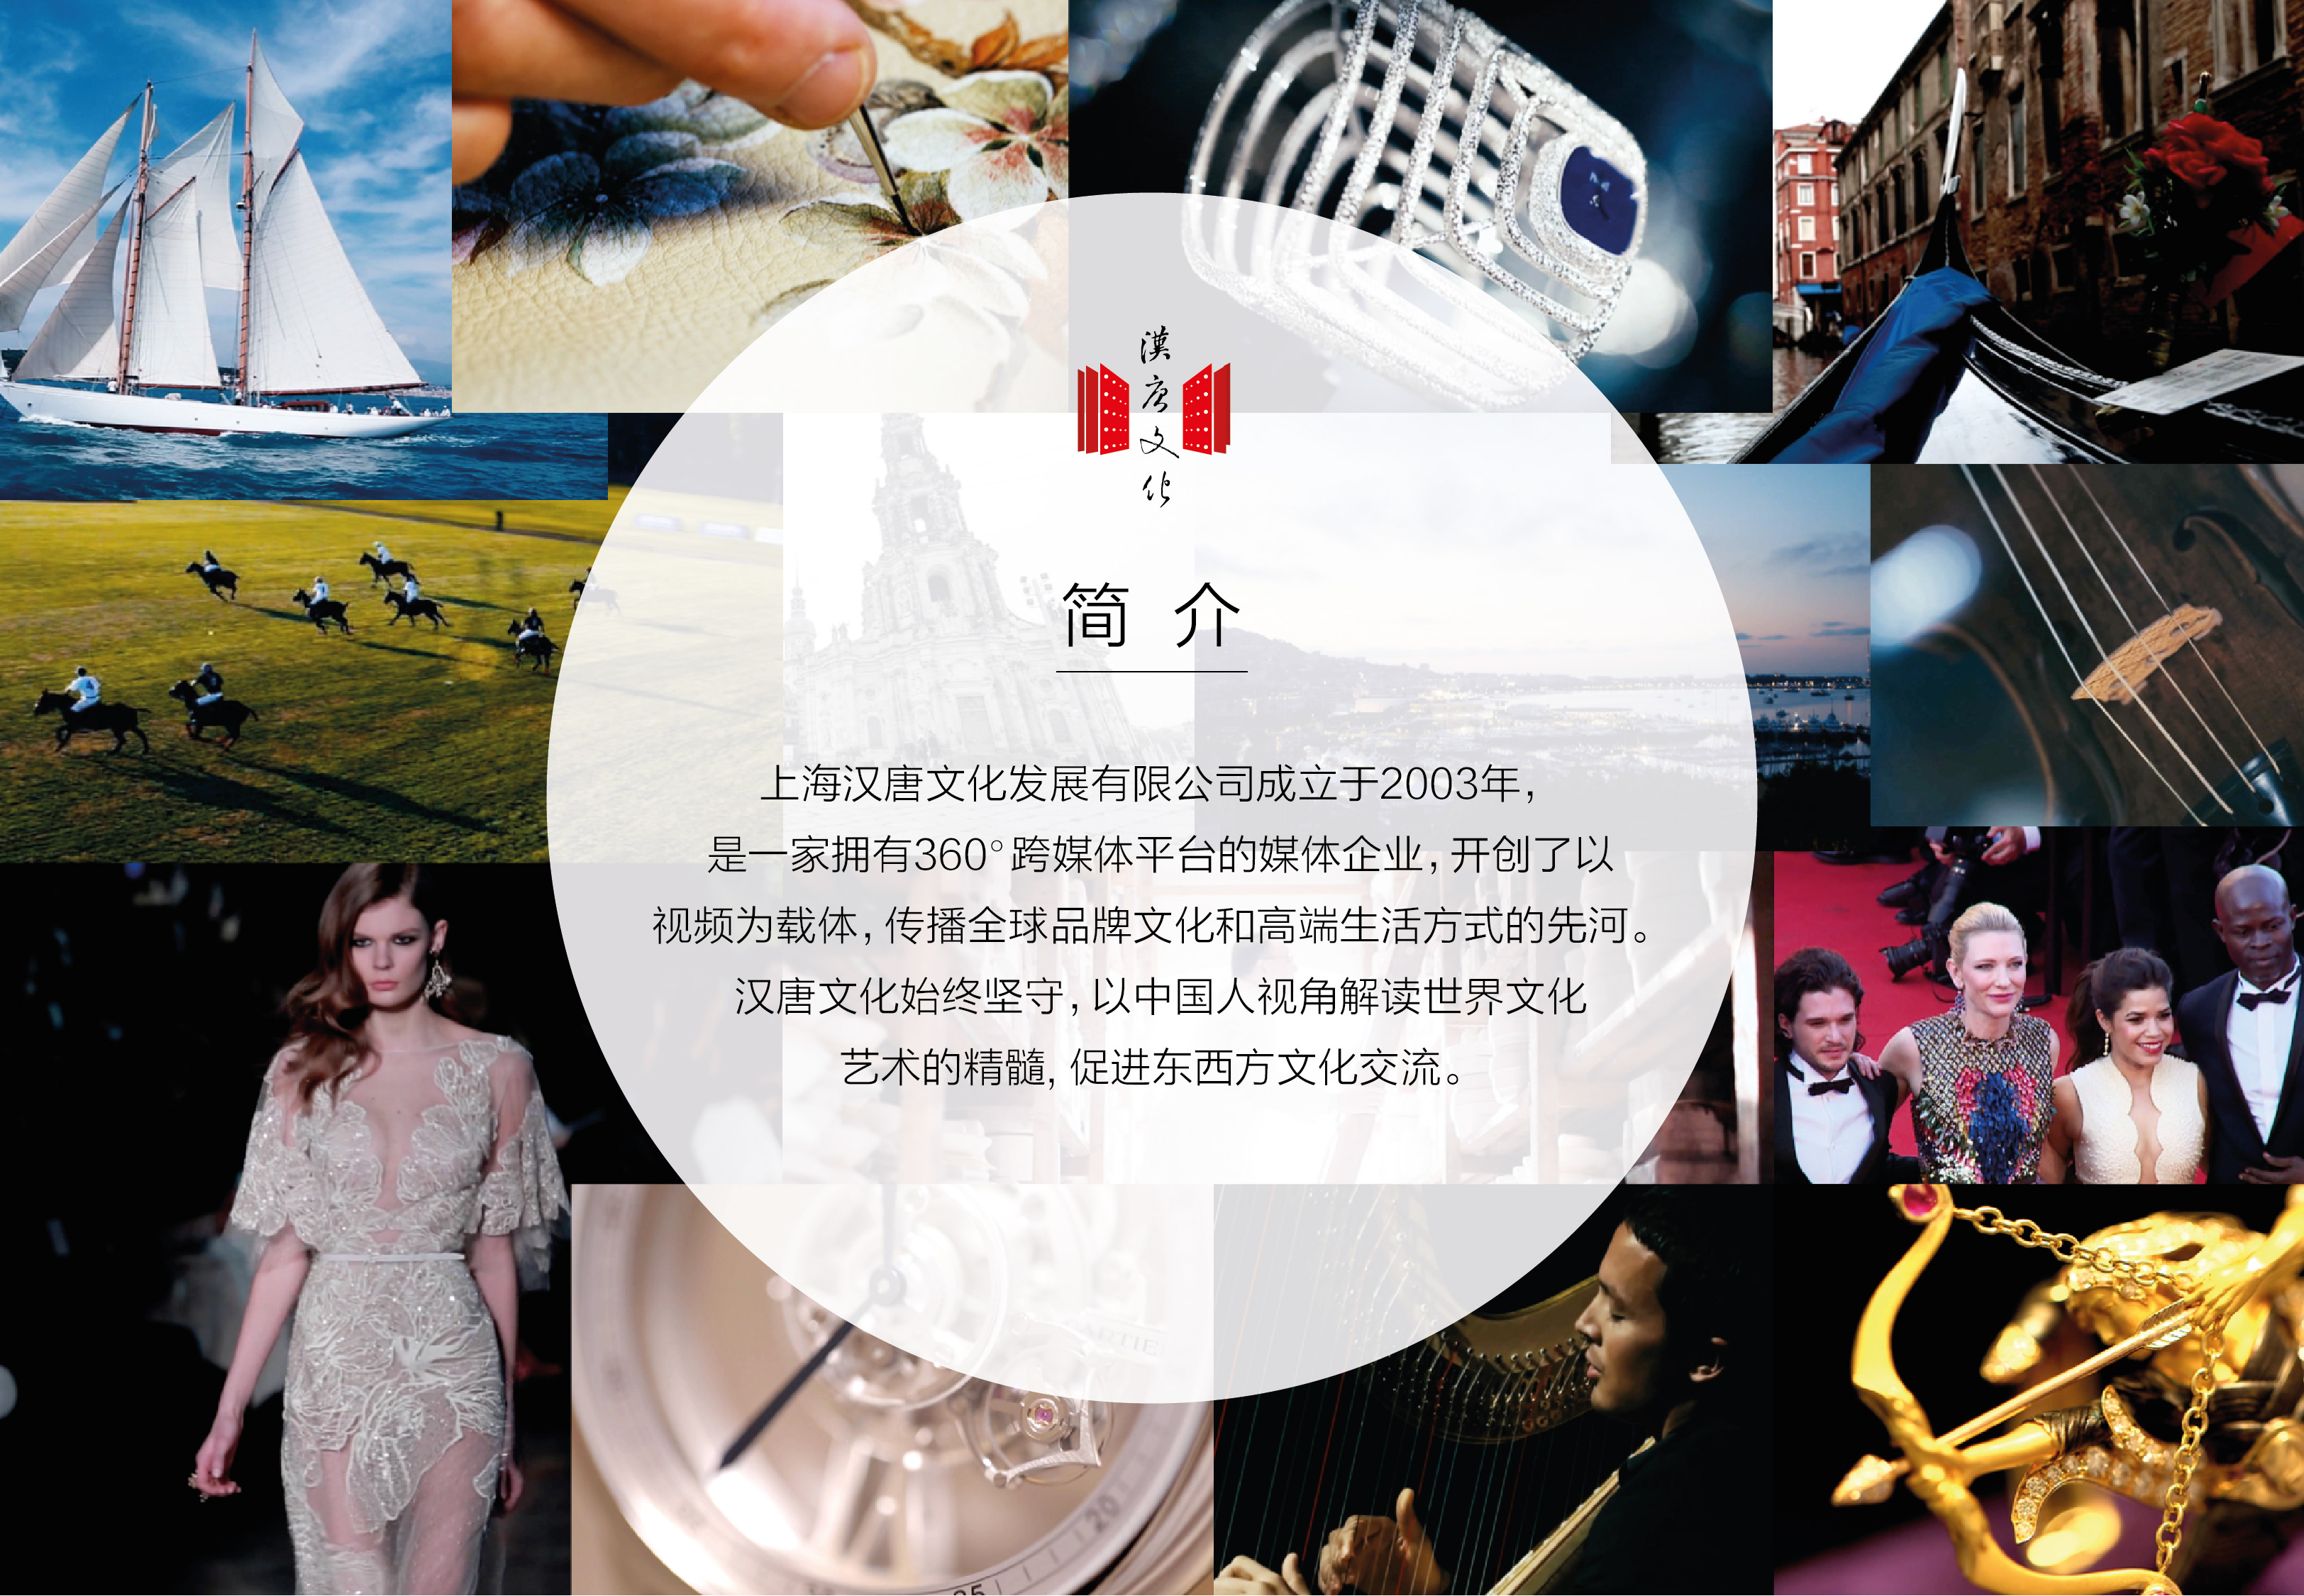 漢唐文化
简 介
上海汉唐文化发展有限公司成立于2003年,
是一家拥有360°跨媒体平台的媒体企业, 开创了以
视频为载体, 传播全球品牌文化和高端生活方式的先河。
汉唐文化始终坚守, 以中国人视角解读世界文化
艺术的精髓, 促进东西方文化交流。
20
25